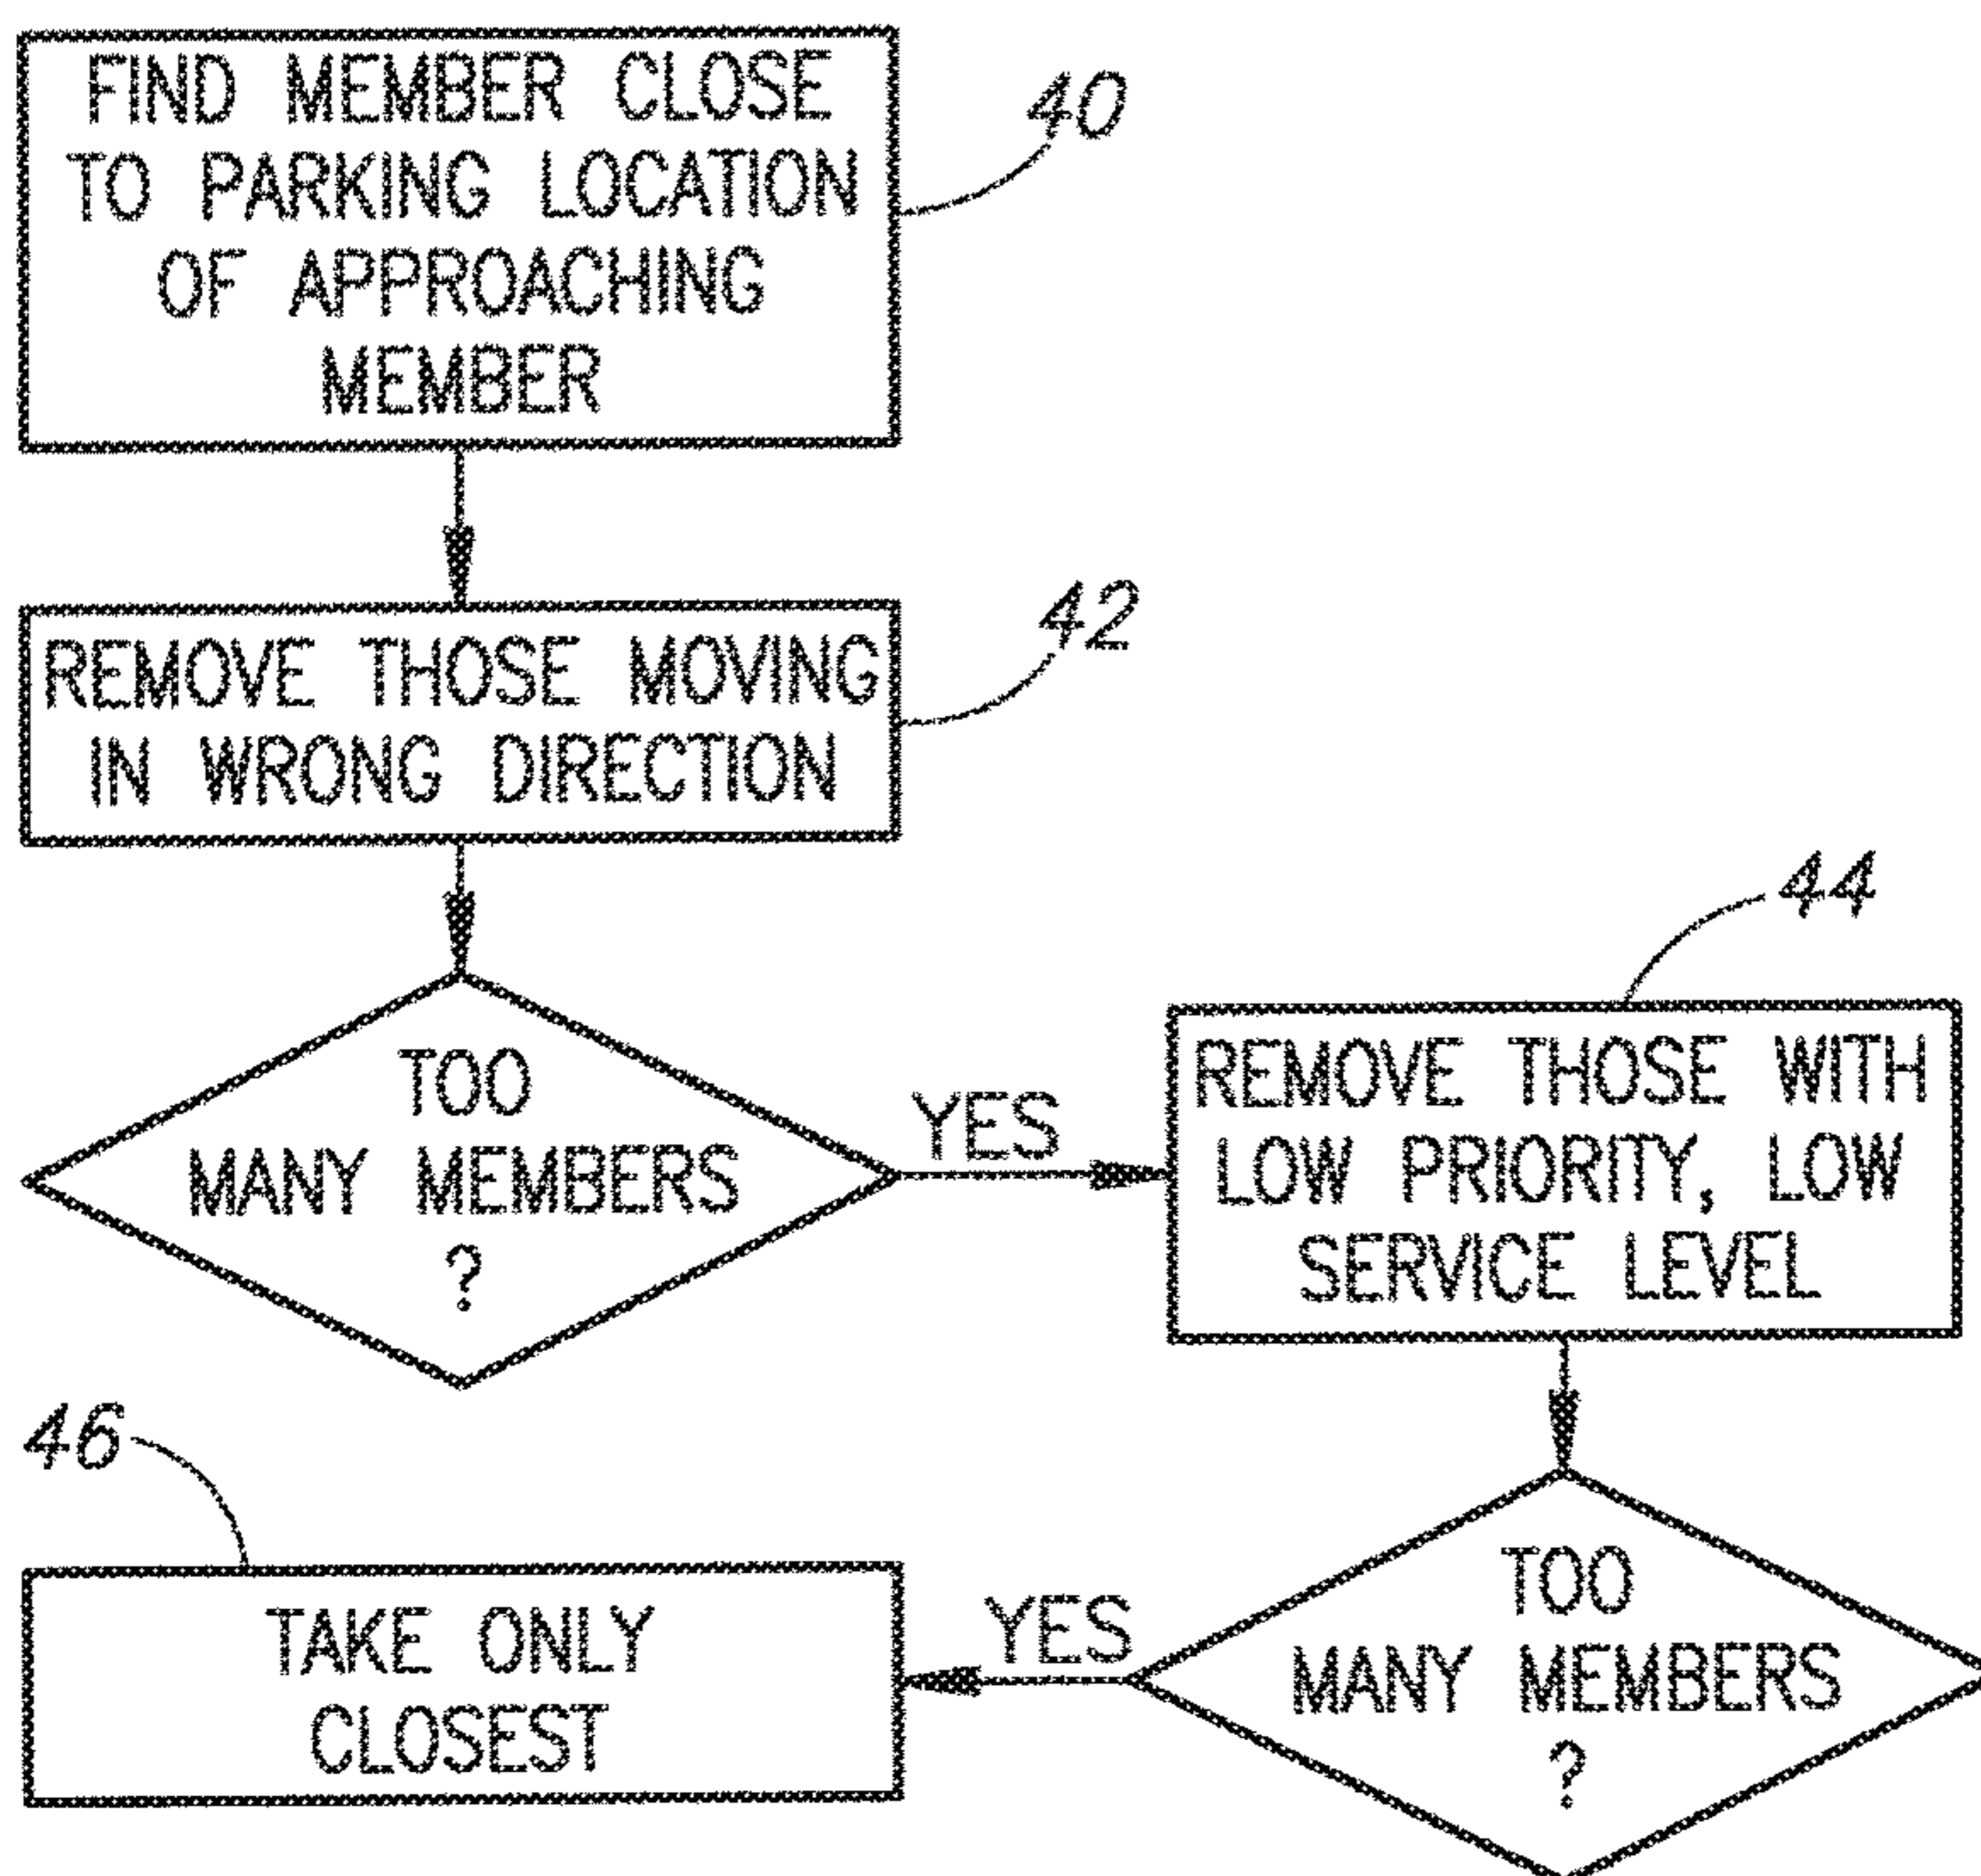 FIND MEMBER CLOSE
TO PARKING LOCATION
OF APPROACHING
MEMBER
40
REMOVE THOSE MOVING
IN WRONG DIRECTION
42
TOO
MANY MEMBERS
?
YES
44
REMOVE THOSE WITH
LOW PRIORITY, LOW
SERVICE LEVEL
TOO
MANY MEMBERS
?
YES
46
TAKE ONLY
CLOSEST